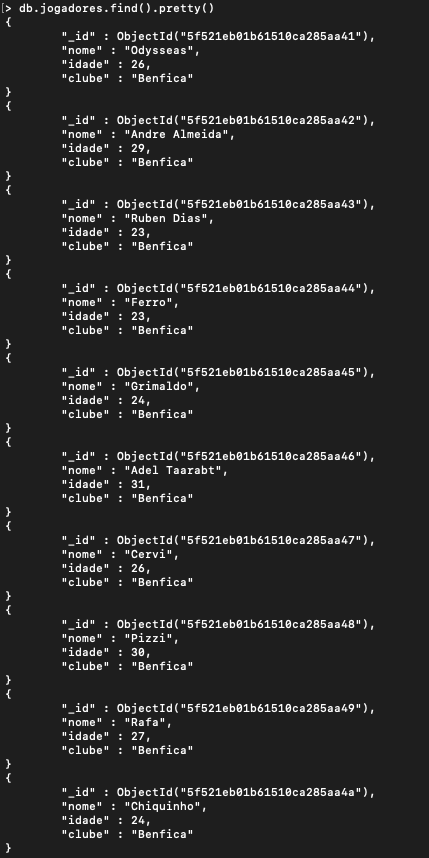 [> db.jogadores.find().pretty()
{
"_id" : ObjectId("5f521eb01b61510ca285aa41"),
"nome" : "Odysseas",
"idade" : 26,
"clube" : "Benfica"
}
{
"_id" : ObjectId("5f521eb01b61510ca285aa42"),
"nome" : "Andre Almeida",
"idade" : 29,
"clube" : "Benfica"
}
{
"_id" : ObjectId("5f521eb01b61510ca285aa43"),
"nome" : "Ruben Dias",
"idade" : 23,
"clube" : "Benfica"
}
{
"_id" : ObjectId("5f521eb01b61510ca285aa44"),
"nome" : "Ferro",
"idade" : 23,
"clube" : "Benfica"
}
{
"_id" : ObjectId("5f521eb01b61510ca285aa45"),
"nome" : "Grimaldo",
"idade" : 24,
"clube" : "Benfica"
}
{
"_id" : ObjectId("5f521eb01b61510ca285aa46"),
"nome" : "Adel Taarabt",
"idade" : 31,
"clube" : "Benfica"
}
{
"_id" : ObjectId("5f521eb01b61510ca285aa47"),
"nome" : "Cervi",
"idade" : 26,
"clube" : "Benfica"
}
{
"_id" : ObjectId("5f521eb01b61510ca285aa48"),
"nome" : "Pizzi",
"idade" : 30,
"clube" : "Benfica"
}
{
"_id" : ObjectId("5f521eb01b61510ca285aa49"),
"nome" : "Rafa",
"idade" : 27,
"clube" : "Benfica"
}
{
"_id" : ObjectId("5f521eb01b61510ca285aa4a"),
"nome" : "Chiquinho",
"idade" : 24,
"clube" : "Benfica"
}